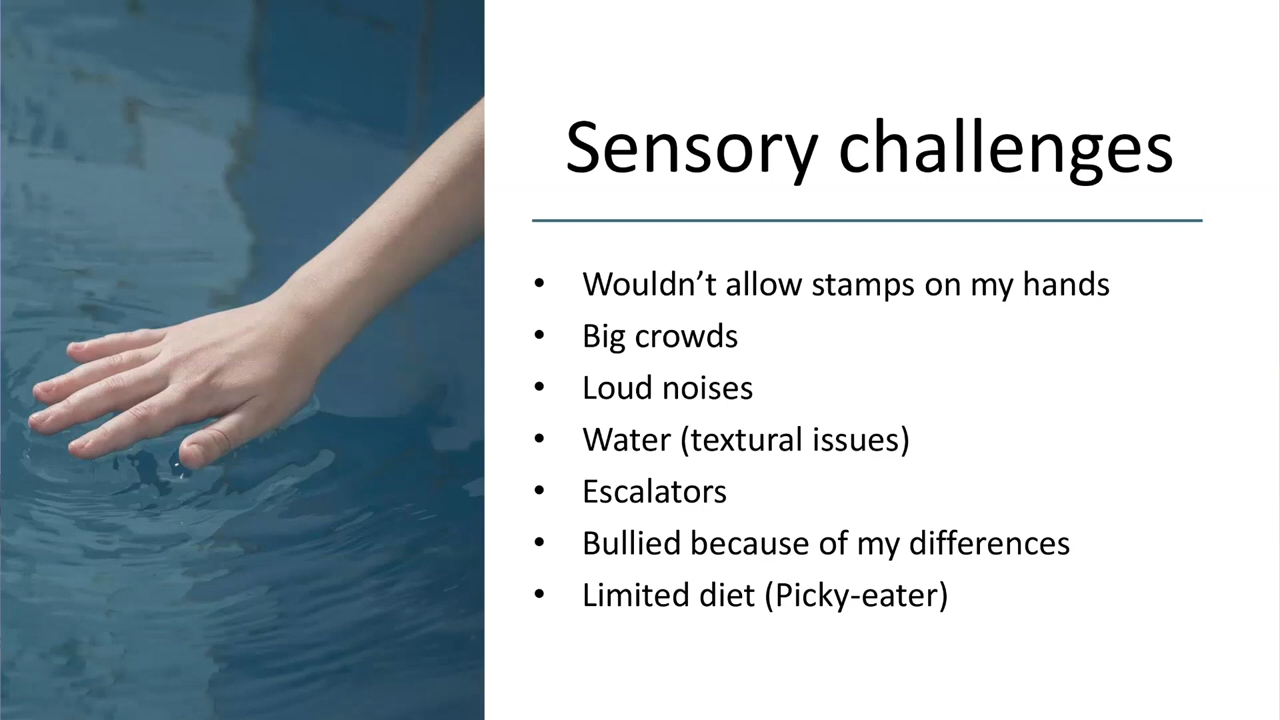 Sensory challenges
• Wouldn’t allow stamps on my hands
• Big crowds
• Loud noises
• Water (textural issues)
• Escalators
• Bullied because of my differences
• Limited diet (Picky-eater)